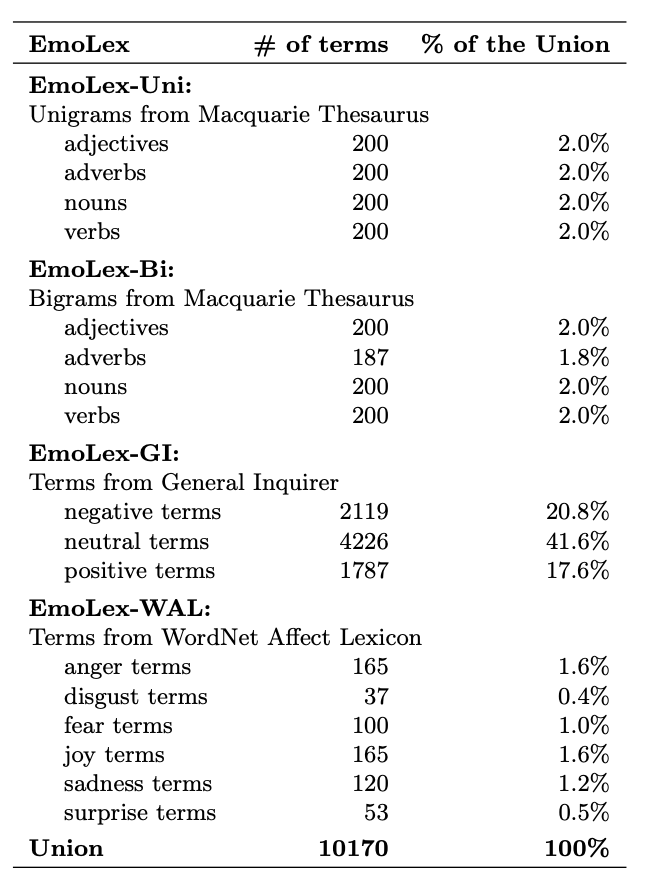 EmoLex # of terms % of the Union
EmoLex-Uni:
Unigrams from Macquarie Thesaurus
adjectives 200 2.0%
adverbs 200 2.0%
nouns 200 2.0%
verbs 200 2.0%
EmoLex-Bi:
Bigrams from Macquarie Thesaurus
adjectives 200 2.0%
adverbs 187 1.8%
nouns 200 2.0%
verbs 200 2.0%
EmoLex-GI:
Terms from General Inquirer
negative terms 2119 20.8%
neutral terms 4226 41.6%
positive terms 1787 17.6%
EmoLex-WAL:
Terms from WordNet Affect Lexicon
anger terms 165 1.6%
disgust terms 37 0.4%
fear terms 100 1.0%
joy terms 165 1.6%
sadness terms 120 1.2%
surprise terms 53 0.5%
Union 10170 100%